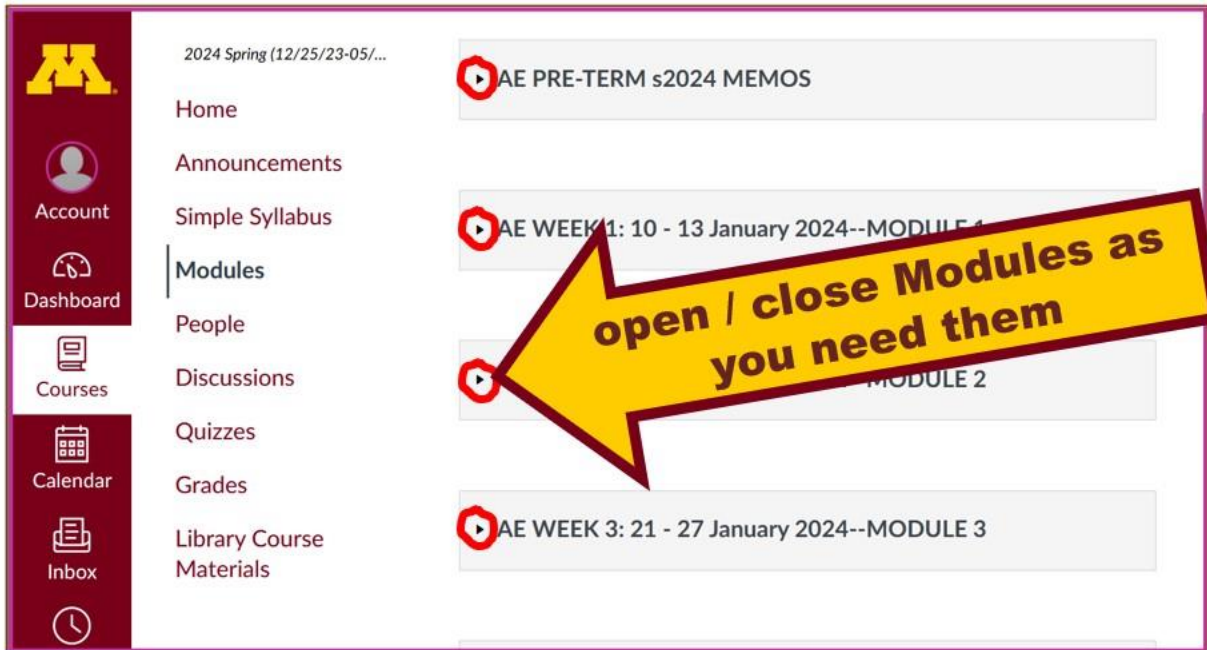 M
2024 Spring (12/25/23-05/...
Home
Announcements
Simple Syllabus
Modules
People
Discussions
Quizzes
Grades
Library Course
Materials
Account
Dashboard
Courses
Calendar
Inbox
AE PRE-TERM s2024 MEMOS
AE WEEK 1: 10 - 13 January 2024--MODULE 1
open / close Modules as
you need them
MODULE 2
AE WEEK 3: 21 - 27 January 2024--MODULE 3